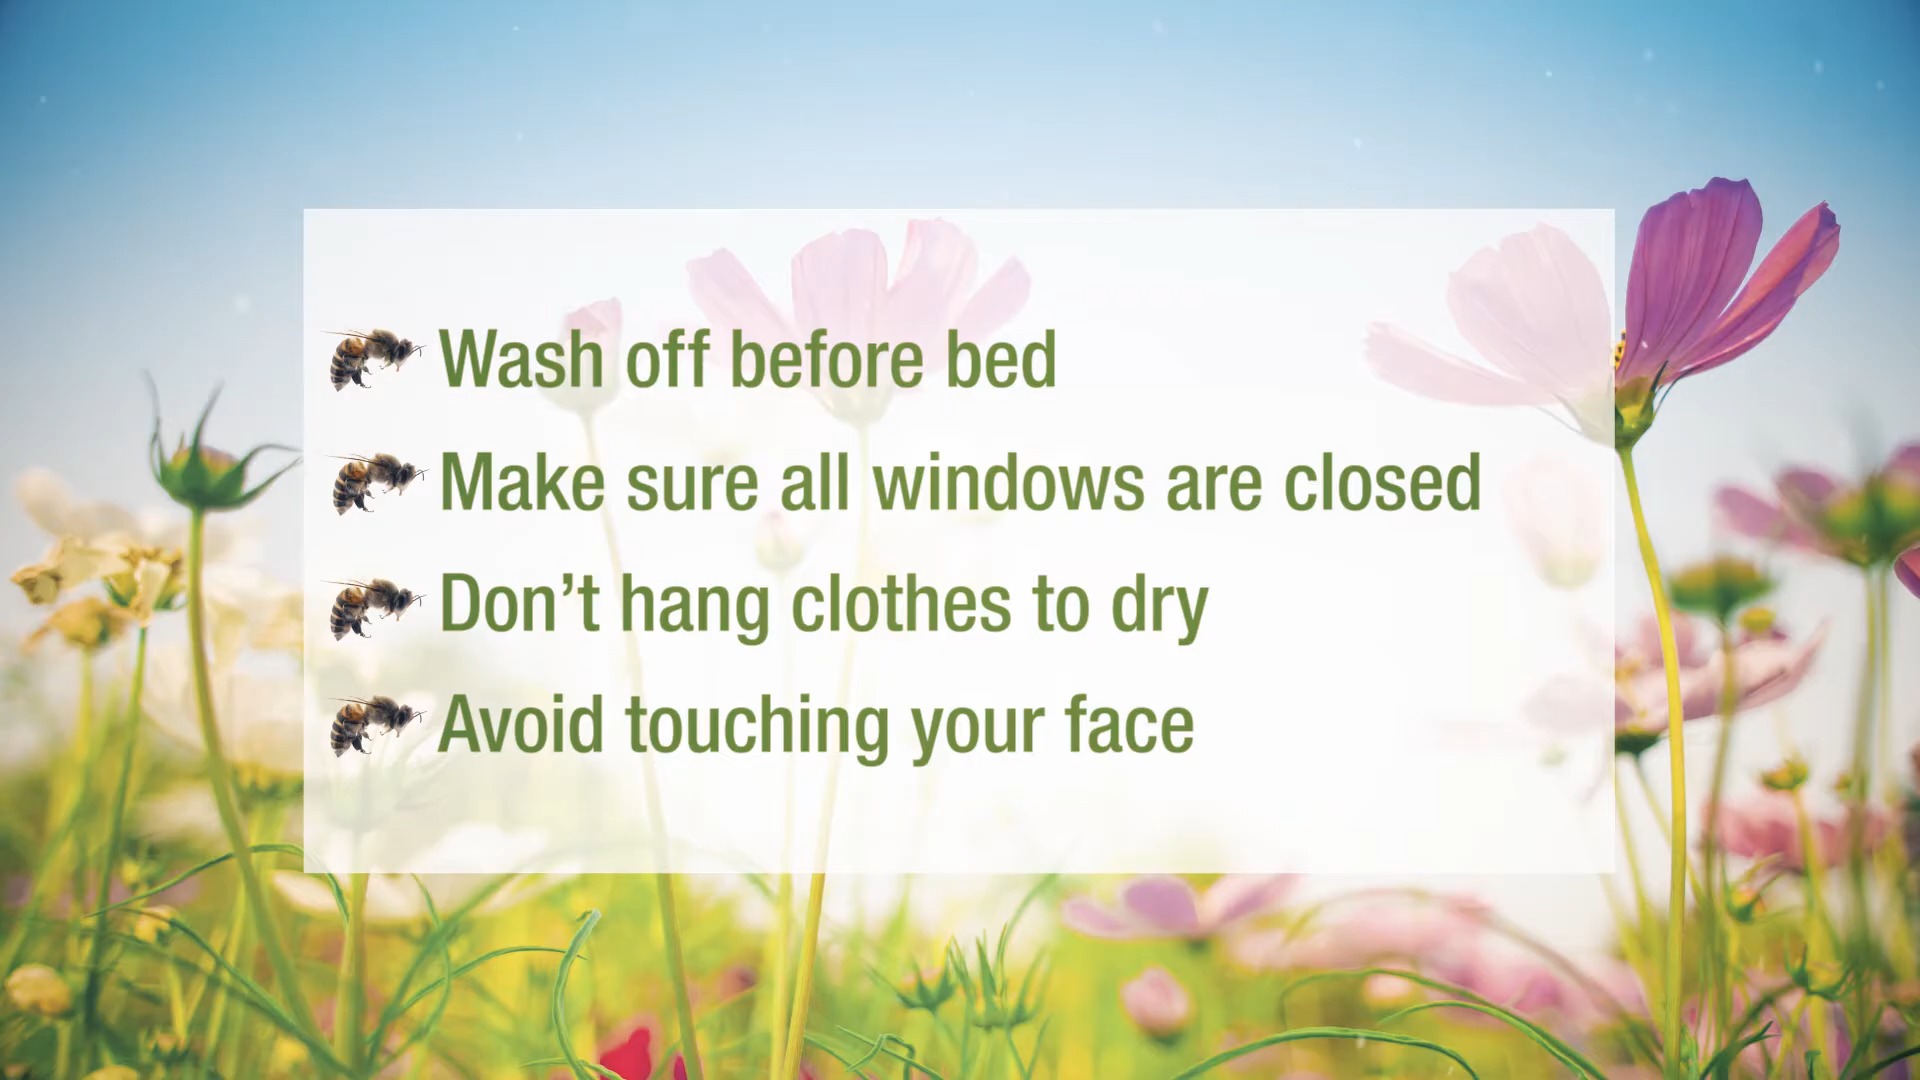 Wash off before bed
Make sure all windows are closed
Don’t hang clothes to dry
Avoid touching your face